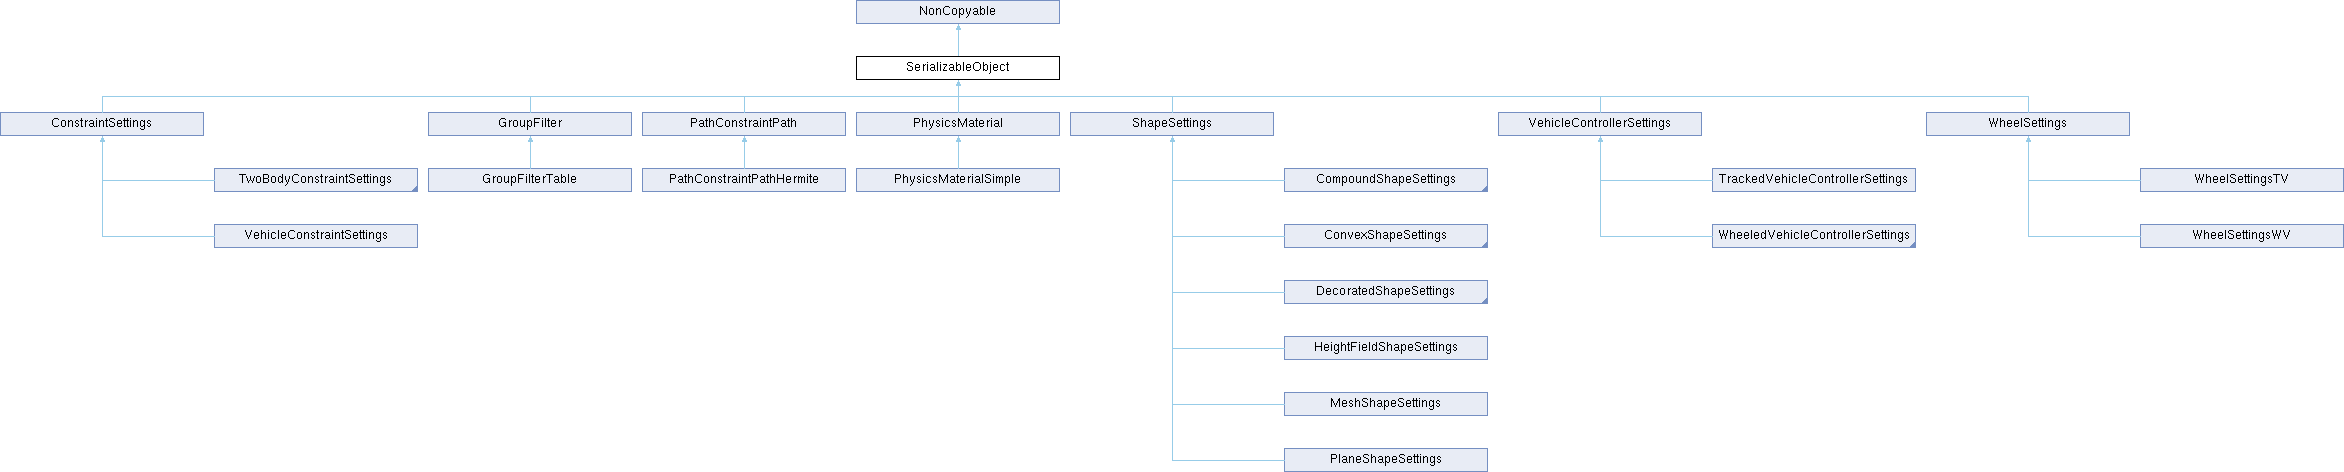 NonCopyable
SerializableObject
ConstraintSettings
GroupFilter
PathConstraintPath
PhysicsMaterial
ShapeSettings
VehicleControllerSettings
WheelSettings
TwoBodyConstraintSettings
GroupFilterTable
PathConstraintPathHermite
PhysicsMaterialSimple
CompoundShapeSettings
TrackedVehicleControllerSettings
WheelSettingsTV
VehicleConstraintSettings
ConvexShapeSettings
WheeledVehicleControllerSettings
WheelSettingsWV
DecoratedShapeSettings
HeightFieldShapeSettings
MeshShapeSettings
PlaneShapeSettings